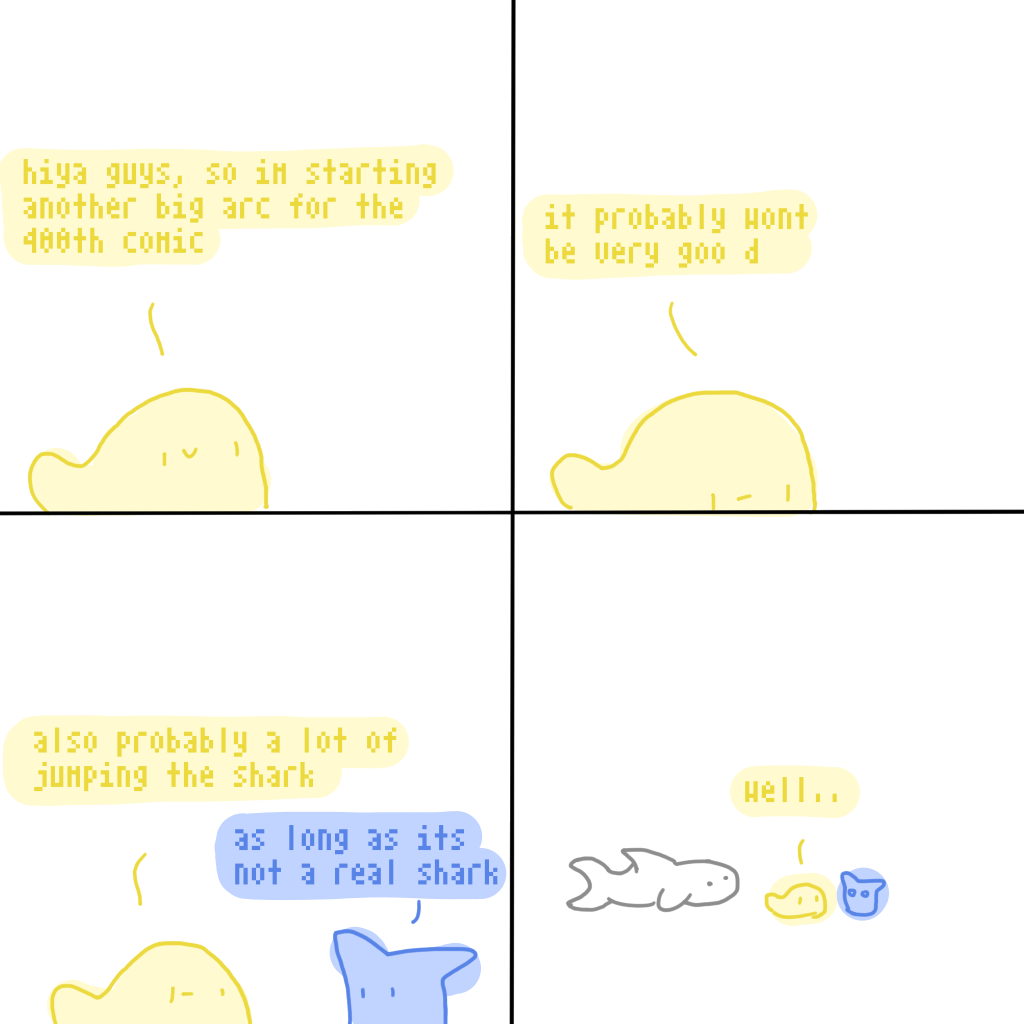 hiya guys, so im starting
another big arc for the
400th comic
it probably wont
be very goo d
also probably a lot of
jumping the shark
as long as its
not a real shark
well..